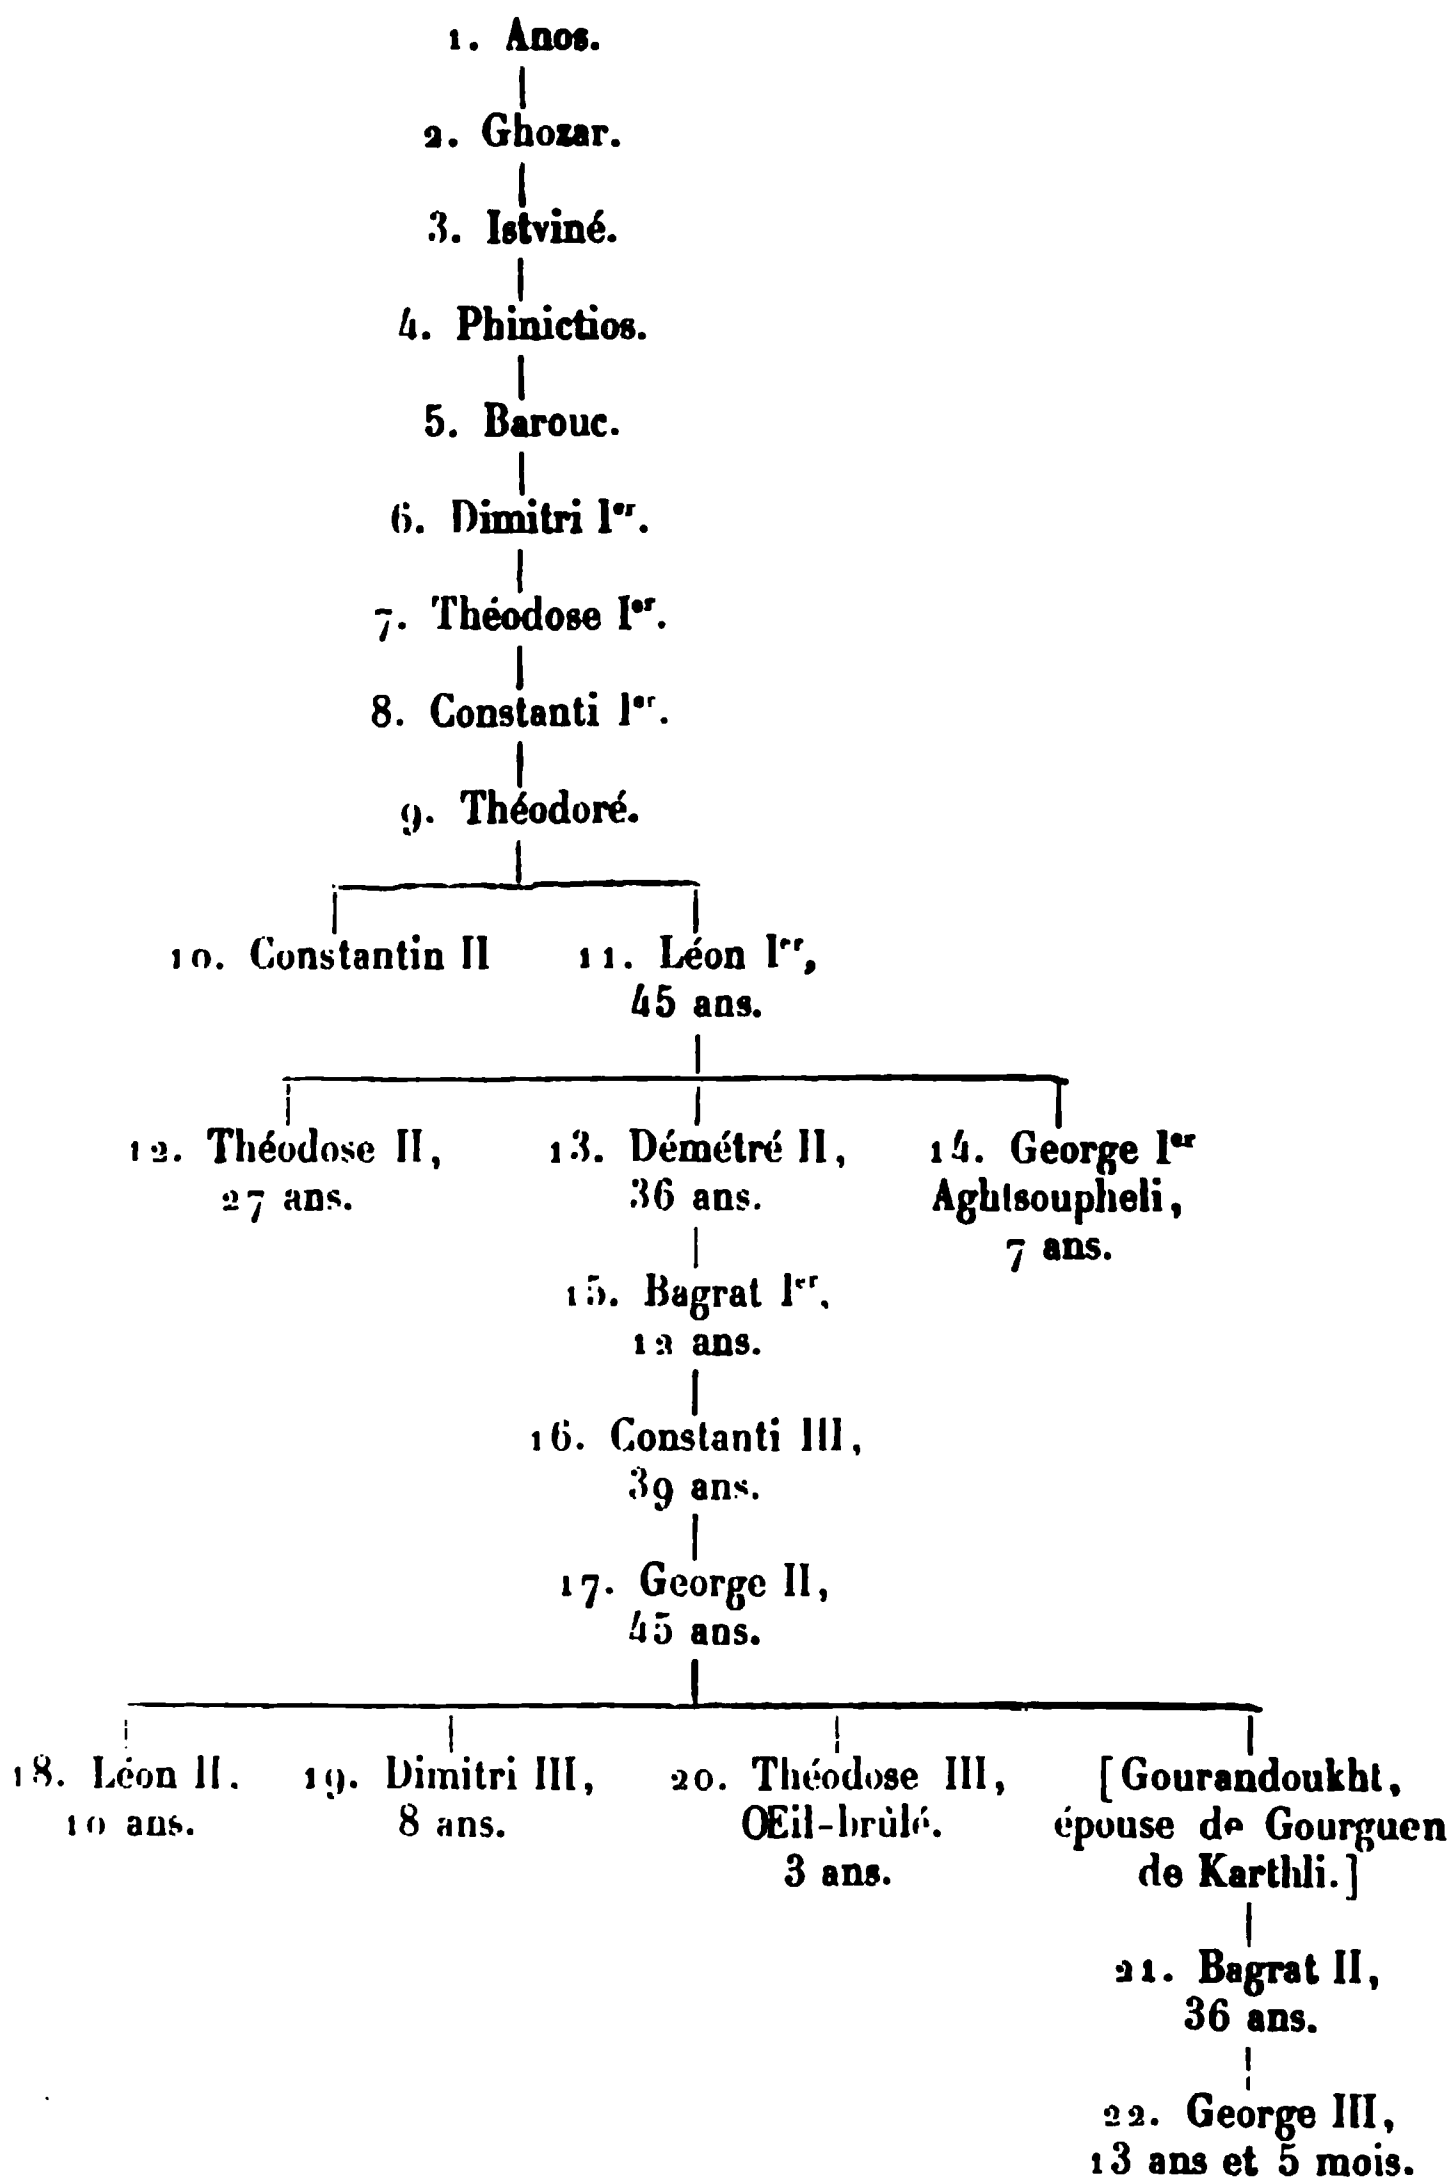 1. Anos.
2. Ghozar.
3. Istviné.
4. Phinictios.
5. Barouc.
6. Dimitri Ier.
7. Théodose Ier.
8. Constanti Ier.
9. Théodoré.
10. Constantin II
11. Léon Ier,
45 ans.
12. Théodose II,
27 ans.
13. Démétré II,
36 ans.
14. George Ier
Aghtsoupheli,
7 ans.
15. Bagrat Ier,
12 ans.
16. Constanti III,
39 ans.
17. George II,
45 ans.
18. Léon II.
10 ans.
19. Dimitri III,
8 ans.
20. Théodose III,
Œil-brûlé.
3 ans.
[Gourandoukht,
épouse de Gourguen
de Karthli.]
21. Bagrat II,
36 ans.
22. George III,
13 ans et 5 mois.